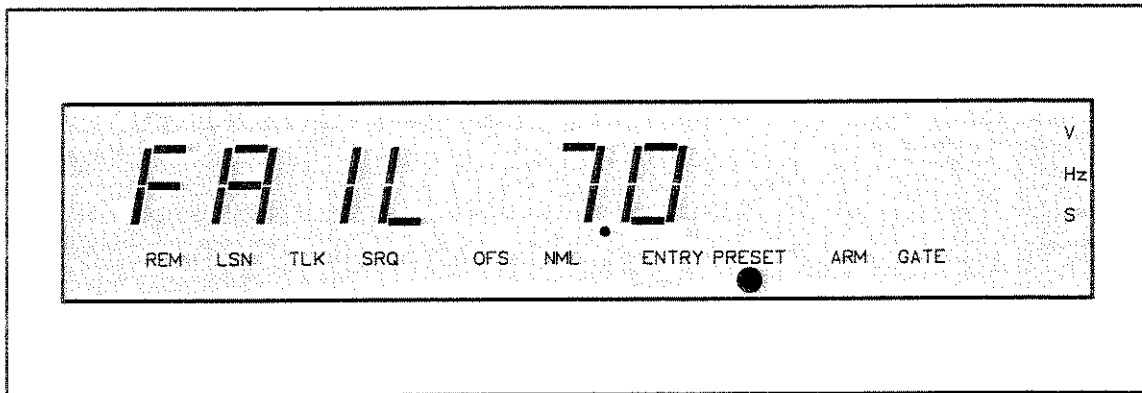 FAIL 7.0
REM LSN TLK SRQ OFS NML ENTRY PRESET ARM GATE
V
Hz
S